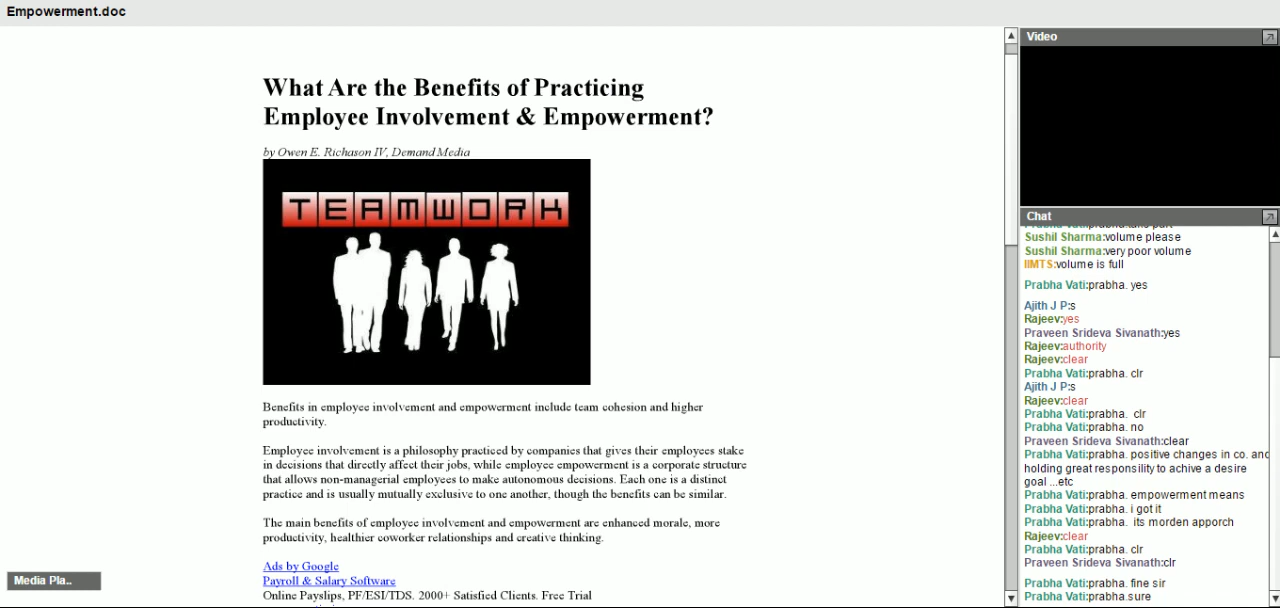 Empowerment.doc
What Are the Benefits of Practicing
Employee Involvement & Empowerment?
by Owen E. Richason IV, Demand Media
TEAMWORK
Benefits in employee involvement and empowerment include team cohesion and higher
productivity.
Employee involvement is a philosophy practiced by companies that gives their employees stake
in decisions that directly affect their jobs, while employee empowerment is a corporate structure
that allows non-managerial employees to make autonomous decisions. Each one is a distinct
practice and is usually mutually exclusive to one another, though the benefits can be similar.
The main benefits of employee involvement and empowerment are enhanced morale, more
productivity, healthier coworker relationships and creative thinking.
Ads by Google
Payroll & Salary Software
Online Payslips, PF/ESI/TDS. 2000+ Satisfied Clients. Free Trial
Media Pla..
Video
Chat
Sushil Sharma:volume please
Sushil Sharma:very poor volume
IIMTS:volume is full
Prabha Vati:prabha. yes
Ajith J P:s
Rajeev:yes
Praveen Srideva Sivanath:yes
Rajeev:authority
Rajeev:clear
Prabha Vati:prabha. clr
Ajith J P:s
Rajeev:clear
Prabha Vati:prabha. clr
Prabha Vati:prabha. no
Praveen Srideva Sivanath:clear
Prabha Vati:prabha. positive changes in co. and
holding great responsility to achive a desire
goal ...etc
Prabha Vati:prabha. empowerment means
Prabha Vati:prabha. i got it
Prabha Vati:prabha. its morden apporch
Rajeev:clear
Prabha Vati:prabha. clr
Praveen Srideva Sivanath:clr
Prabha Vati:prabha. fine sir
Prabha Vati:prabha.sure